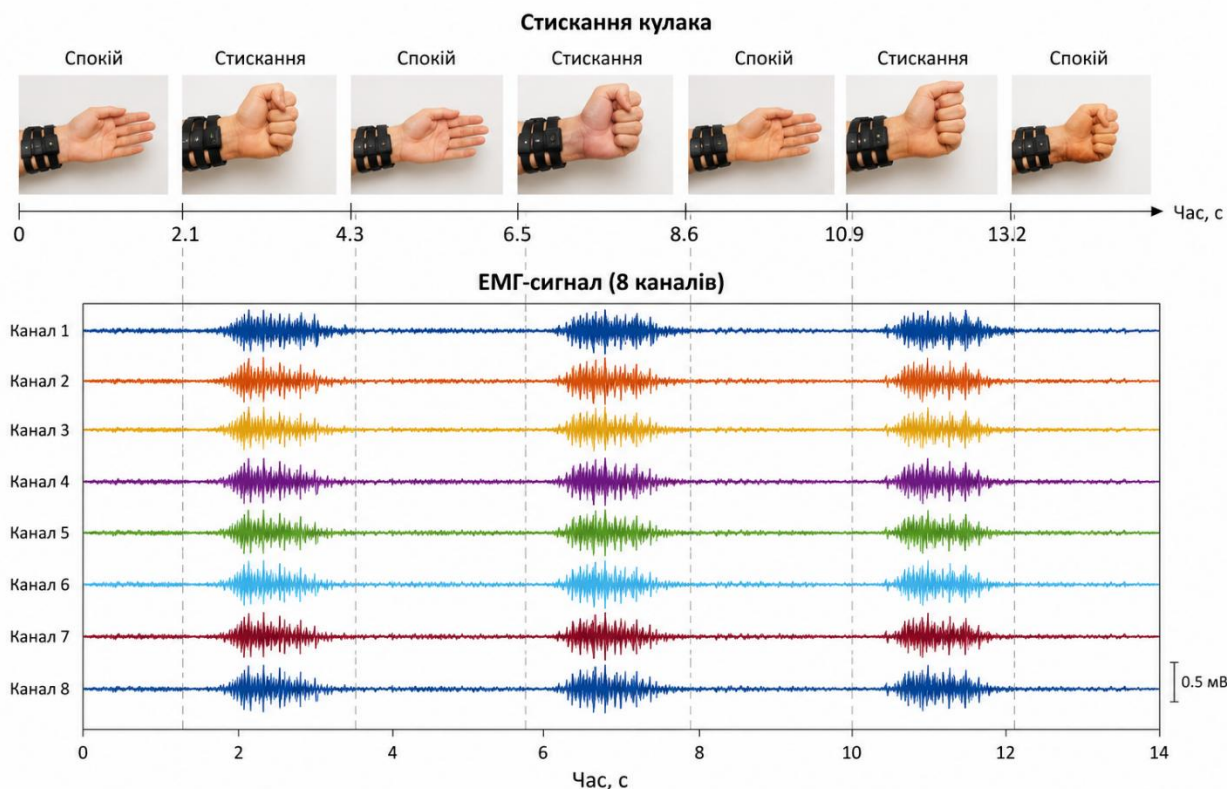 Стискання кулака
Спокій Стискання Спокій Стискання Спокій Стискання Спокій
Час, с
0 2.1 4.3 6.5 8.6 10.9 13.2
ЕМГ-сигнал (8 каналів)
Канал 1
Канал 2
Канал 3
Канал 4
Канал 5
Канал 6
Канал 7
Канал 8
0.5 мВ
0 2 4 6 8 10 12 14
Час, с